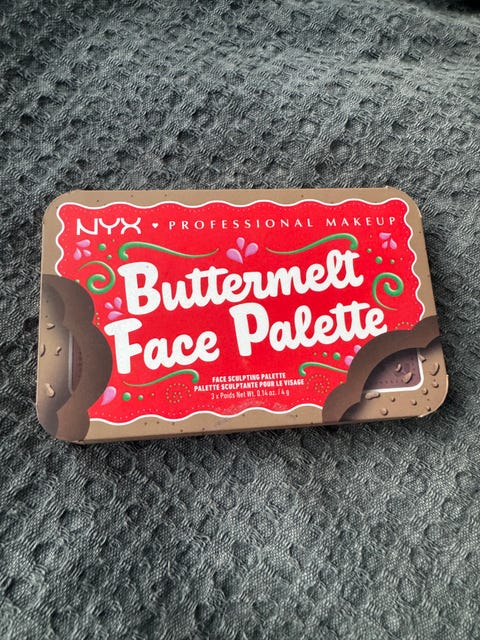 NYX ♥ PROFESSIONAL MAKEUP
Buttermelt
Face Palette
FACE SCULPTING PALETTE
PALETTE SCULPTANTE POUR LE VISAGE
3 x Poids Net Wt. 0.14 oz. / 4 g